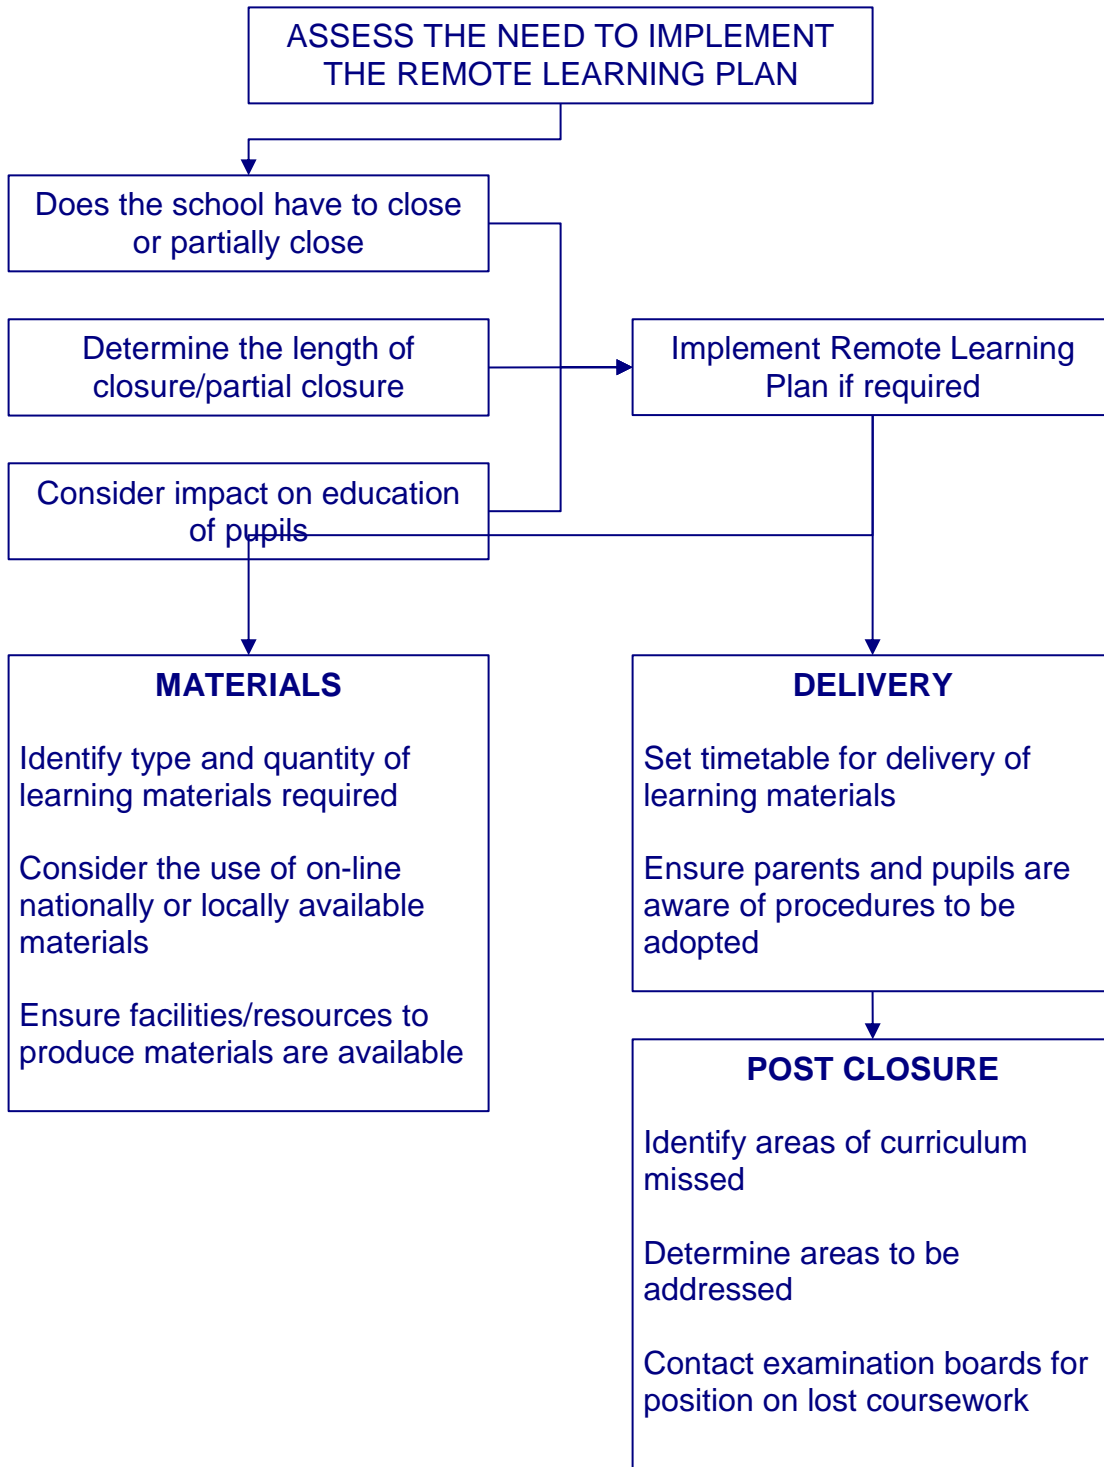 ASSESS THE NEED TO IMPLEMENT
THE REMOTE LEARNING PLAN
Does the school have to close
or partially close
Determine the length of
closure/partial closure
Implement Remote Learning
Plan if required
Consider impact on education
of pupils
MATERIALS
Identify type and quantity of
learning materials required
Consider the use of on-line
nationally or locally available
materials
Ensure facilities/resources to
produce materials are available
DELIVERY
Set timetable for delivery of
learning materials
Ensure parents and pupils are
aware of procedures to be
adopted
POST CLOSURE
Identify areas of curriculum
missed
Determine areas to be
addressed
Contact examination boards for
position on lost coursework